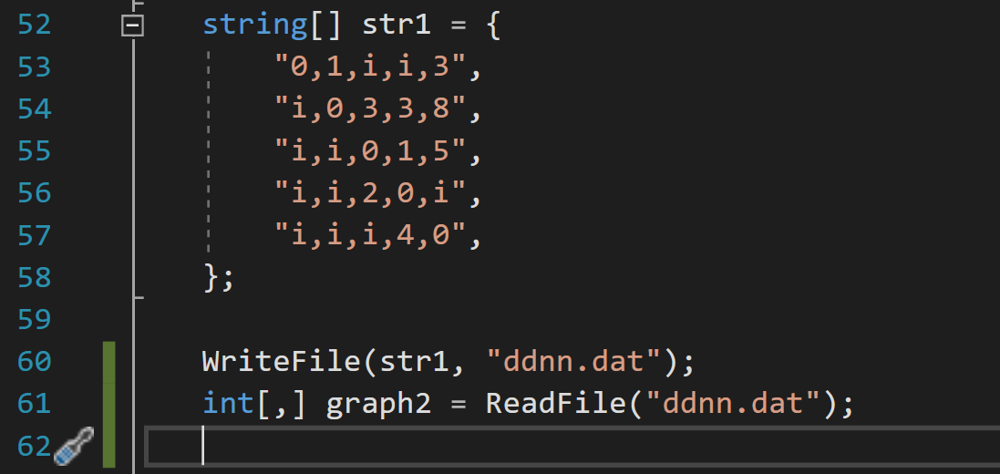 52 string[] str1 = {
53 "0,1,i,i,3",
54 "i,0,3,3,8",
55 "i,i,0,1,5",
56 "i,i,2,0,i",
57 "i,i,i,4,0",
58 };
59
60 WriteFile(str1, "ddnn.dat");
61 int[,] graph2 = ReadFile("ddnn.dat");
62